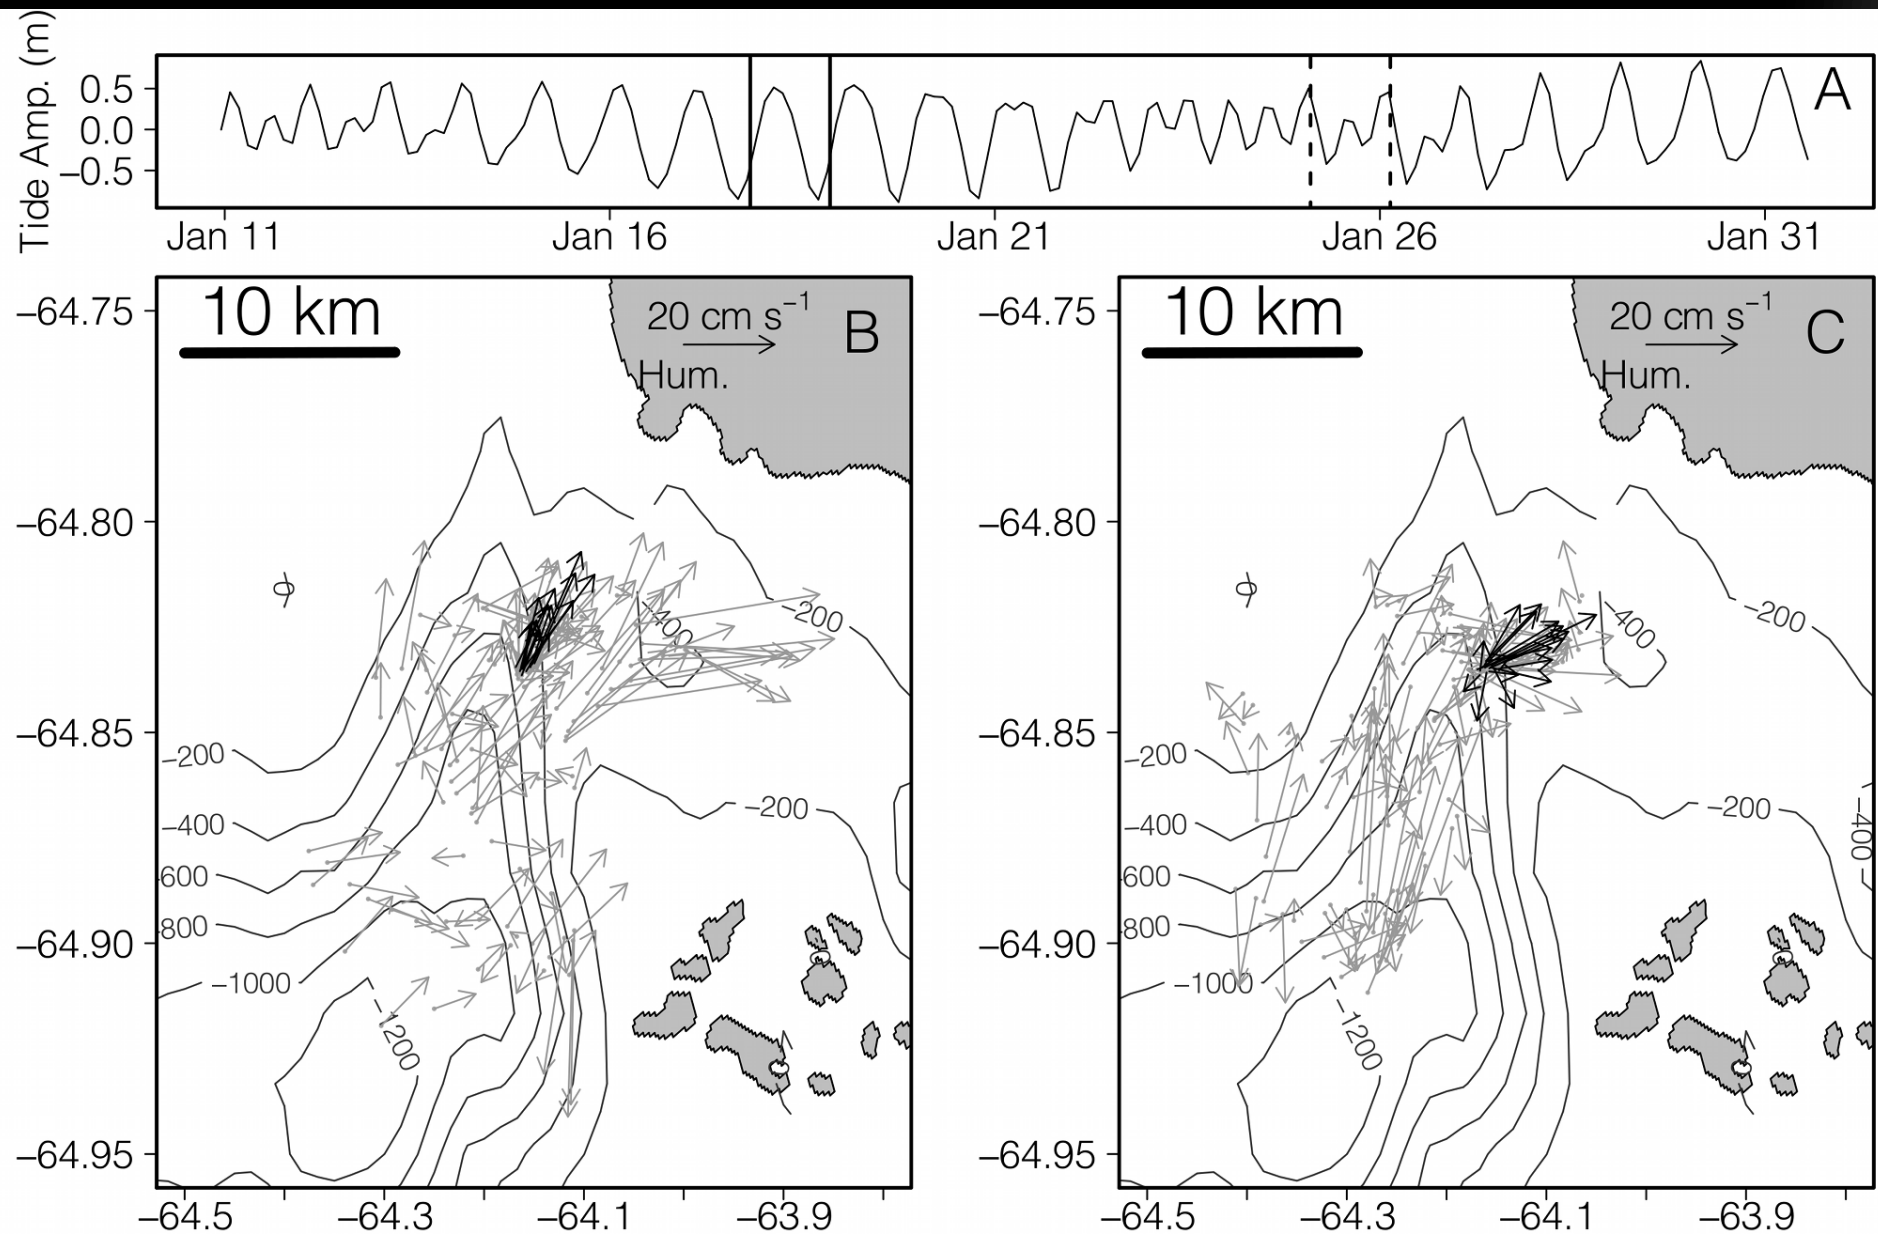 Tide Amp. (m)
0.5
0.0
−0.5
A
Jan 11 Jan 16 Jan 21 Jan 26 Jan 31
10 km
20 cm s−1
B
Hum.
−64.75
−64.80
−64.85
−64.90
−64.95
0
−200
−400
−200
−400
600
800
−1000
−1200
−200
−64.5 −64.3 −64.1 −63.9
10 km
20 cm s−1
C
Hum.
−64.75
−64.80
−64.85
−64.90
−64.95
0
−200
−400
−200
−400
600
800
−1000
−1200
−200
−400
−64.5 −64.3 −64.1 −63.9